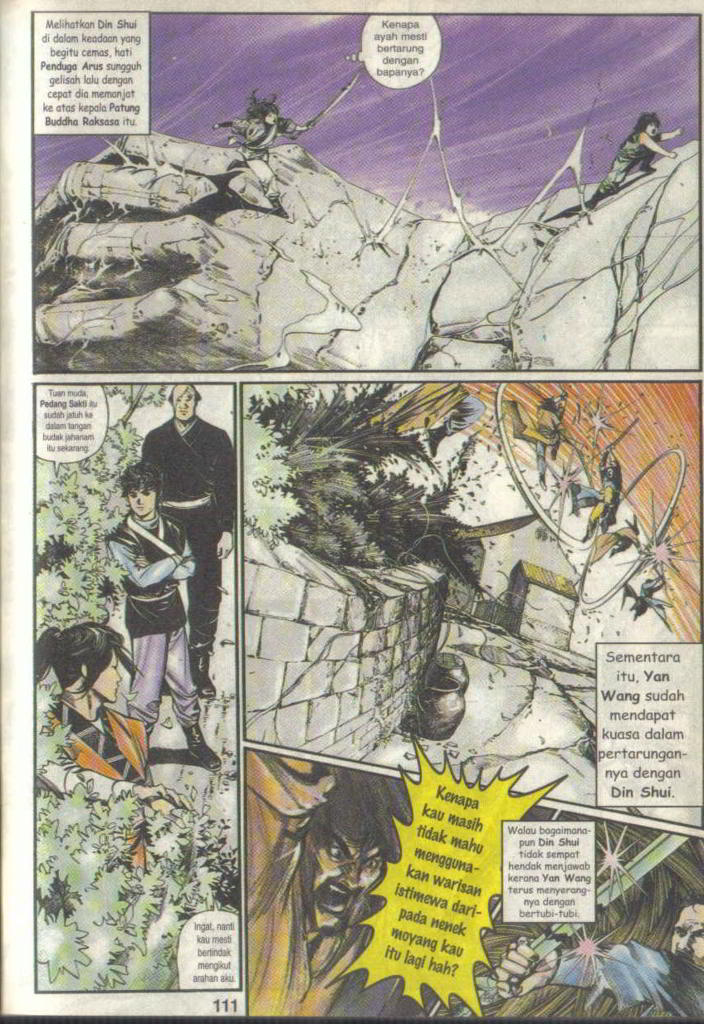 Melihatkan Din Shui
di dalam keadaan yang
begitu cemas, hati
Penduga Arus sungguh
gelisah lalu dengan
cepat dia memanjat
ke atas kepala Patung
Buddha Raksasa itu.
Kenapa
ayah mesti
bertarung
dengan
bapanya?
Tuan muda,
Pedang Sakti itu
sudah jatuh ke
dalam tangan
budak jahanam
itu sekarang.
Ingat, nanti
kau mesti
bertindak
mengikut
arahan aku.
Sementara
itu, Yan
Wang sudah
mendapat
kuasa dalam
pertarungan-
nya dengan
Din Shui.
Kenapa
kau masih
tidak mahu
mengguna-
kan warisan
istimewa dari-
pada nenek
moyang kau
itu lagi hah?
Walau bagaimana-
pun Din Shui
tidak sempat
hendak menjawab
kerana Yan Wang
terus menyerang-
nya dengan
bertubi-tubi.
111